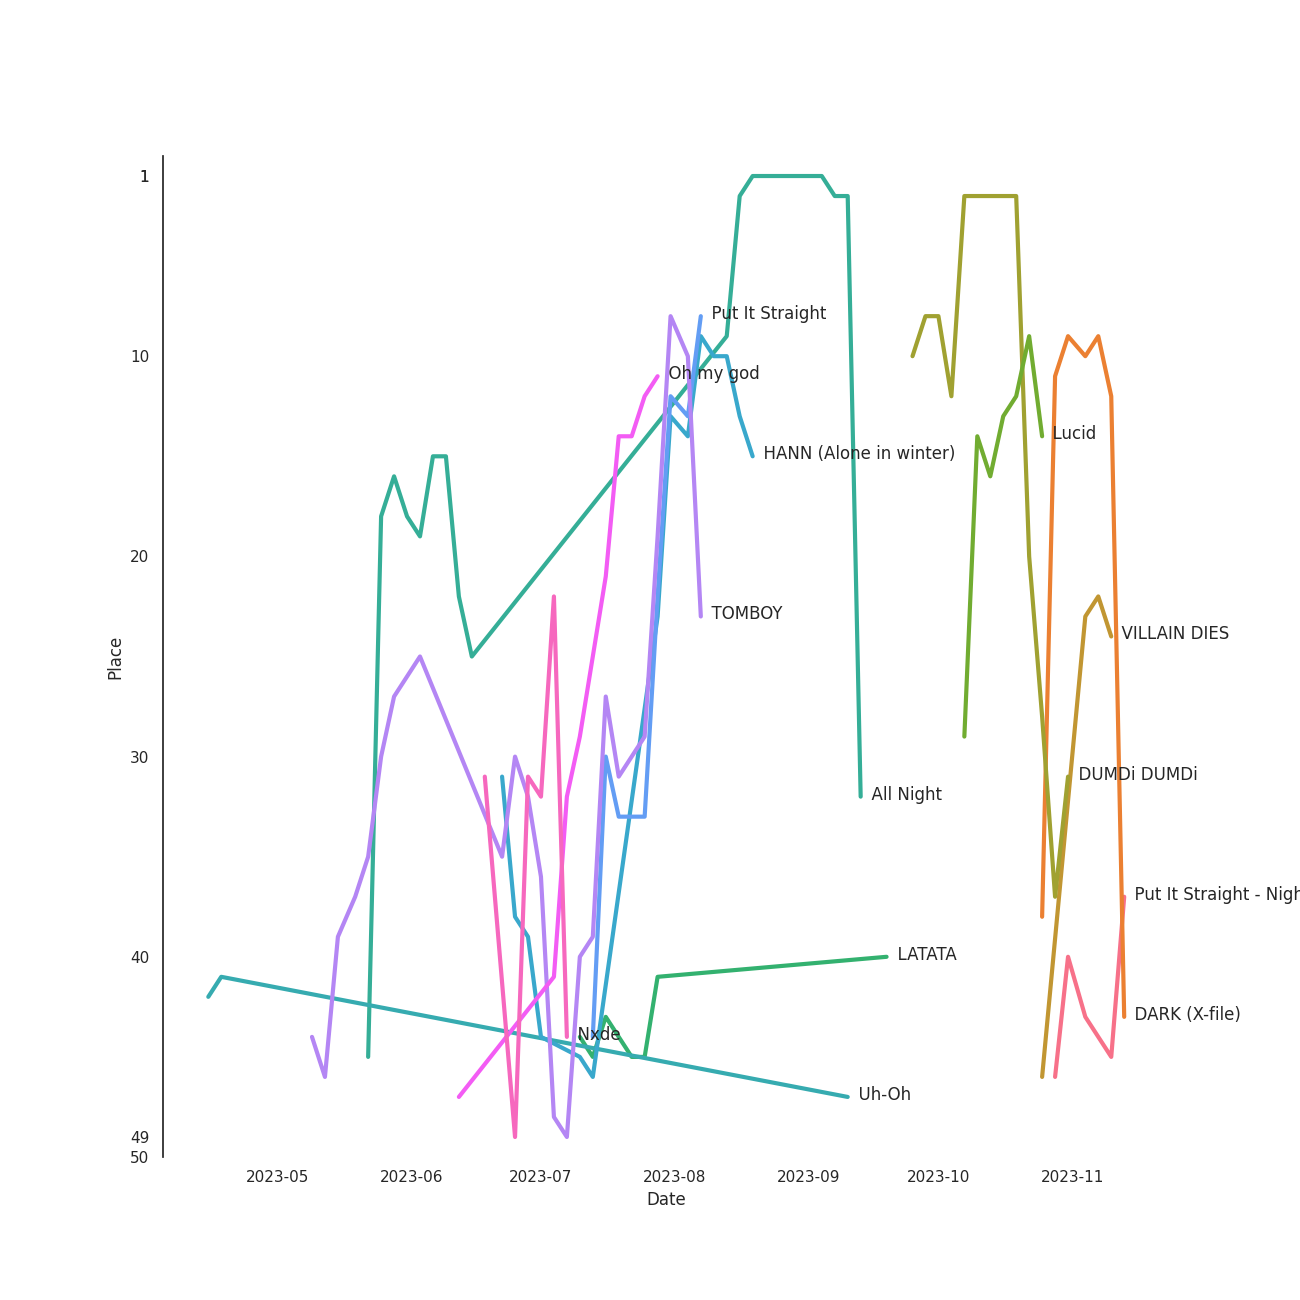 1
Put It Straight
10
Oh my god
Lucid
HANN (Alone in winter)
20
TOMBOY
VILLAIN DIES
Place
30
DUMDi DUMDi
All Night
Put It Straight - Nigh
40
LATATA
DARK (X-file)
Nxde
Uh-Oh
49
50
2023-05 2023-06 2023-07 2023-08 2023-09 2023-10 2023-11
Date